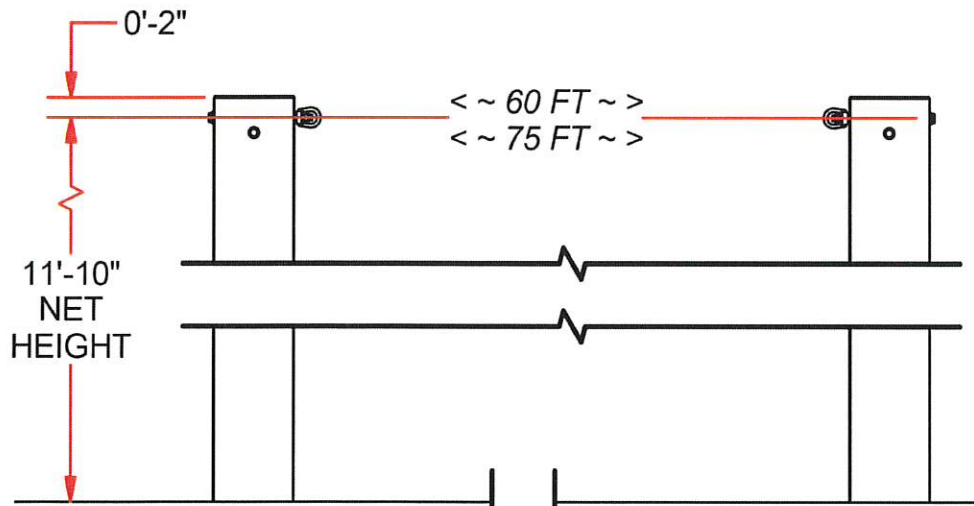 0'-2"
< ~ 60 FT ~ >
< ~ 75 FT ~ >
11'-10"
NET
HEIGHT